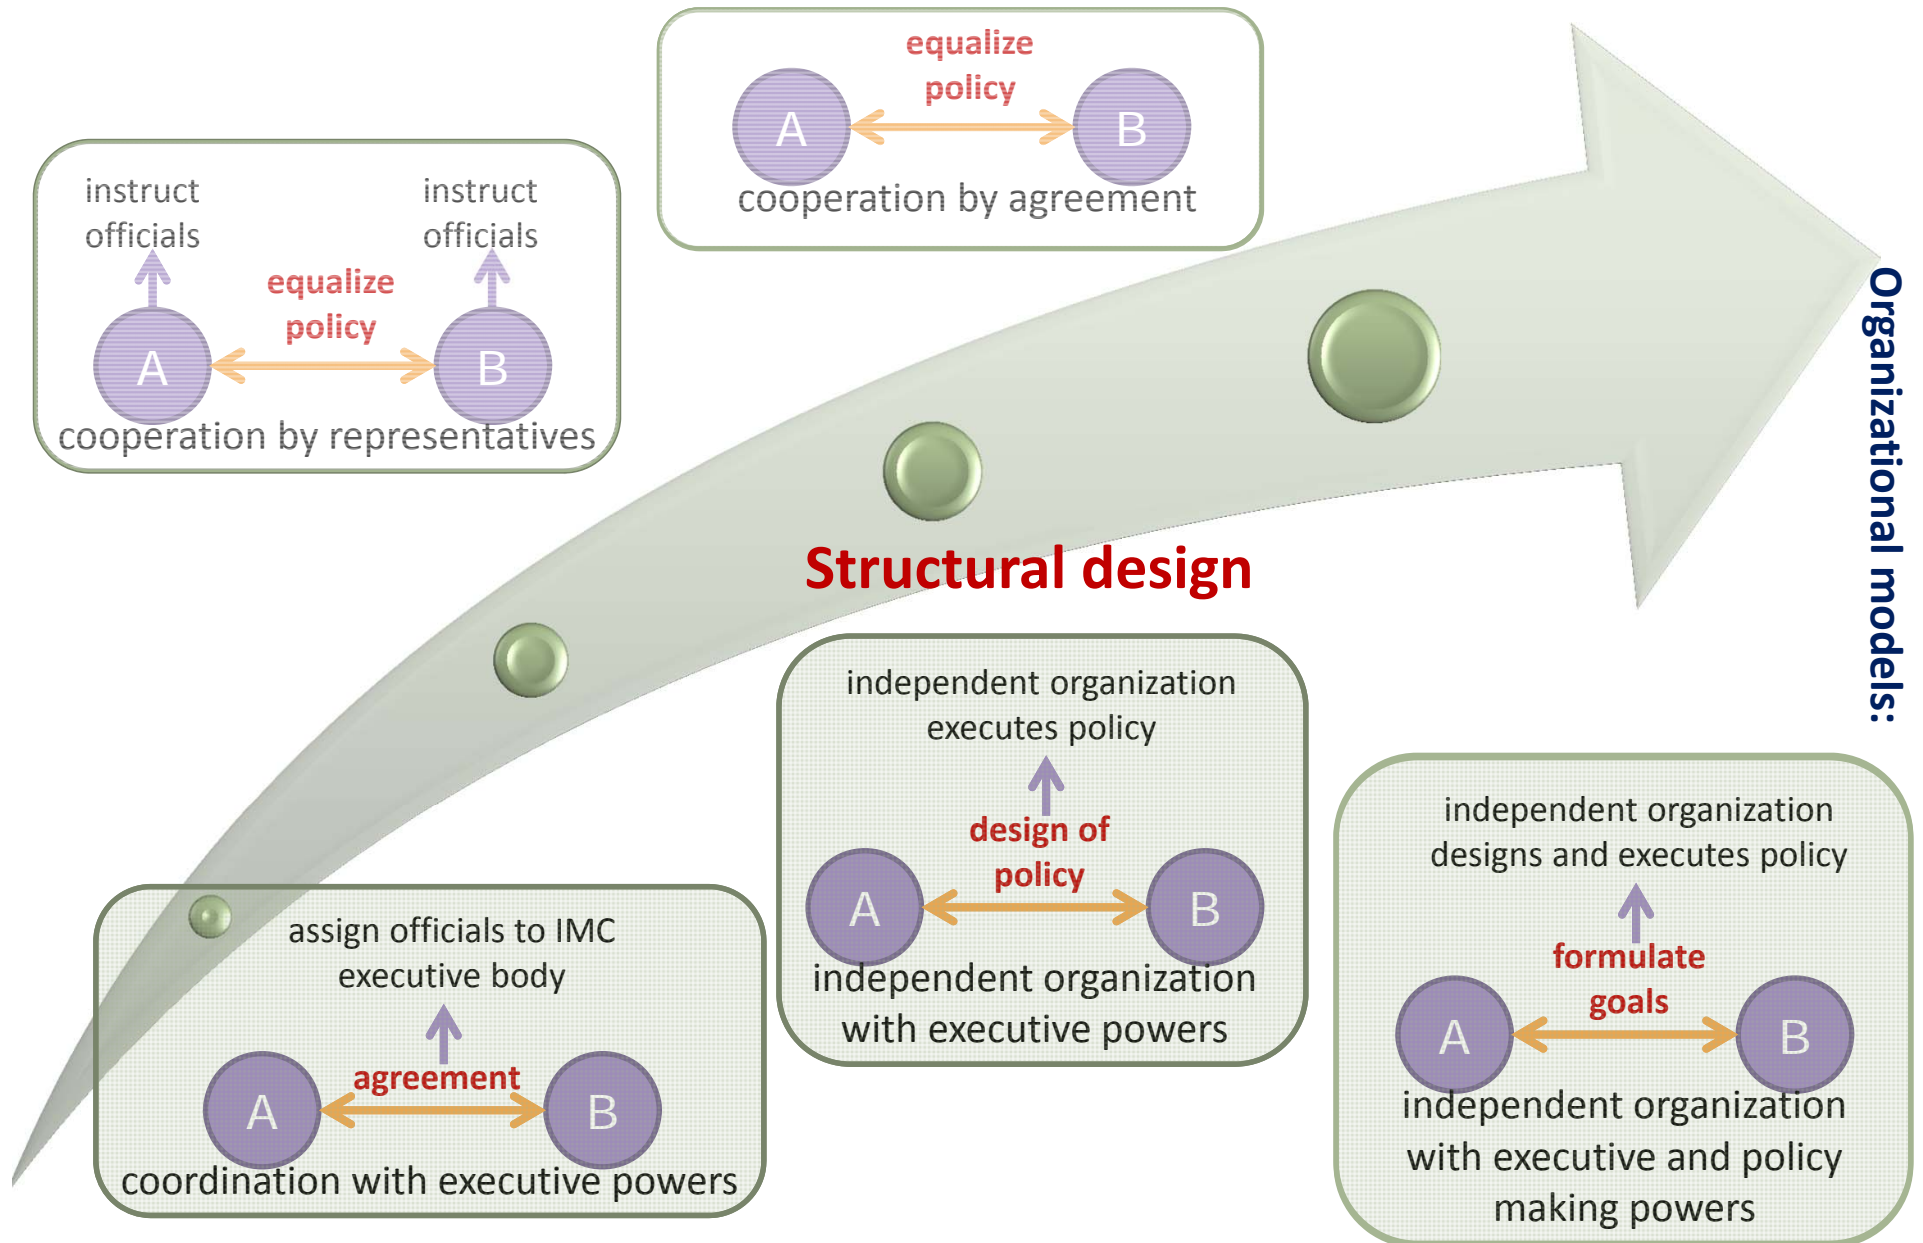 equalize
policy
A
B
cooperation by agreement
instruct
officials
instruct
officials
equalize
policy
A
B
cooperation by representatives
Organizational models:
Structural design
independent organization
executes policy
design of
policy
A
B
independent organization
with executive powers
independent organization
designs and executes policy
formulate
goals
A
B
independent organization
with executive and policy
making powers
assign officials to IMC
executive body
agreement
A
B
coordination with executive powers